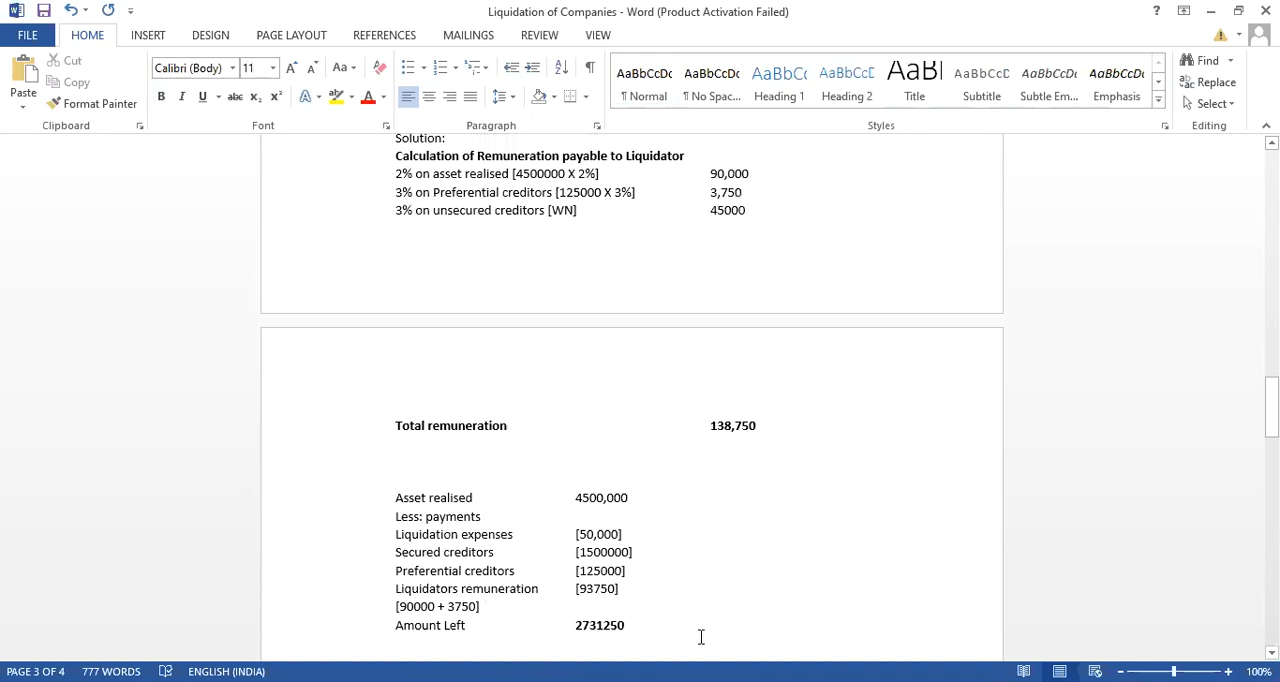 Liquidation of Companies - Word (Product Activation Failed)
FILE HOME INSERT DESIGN PAGE LAYOUT REFERENCES MAILINGS REVIEW VIEW
Paste
Cut
Copy
Format Painter
Clipboard
Calibri (Body) 11
Font
Paragraph
AaBbCcDc AaBbCcDc AaBbCc AaBbCcD AaBl AaBbCcD AaBbCcDc AaBbCcDc
¶ Normal ¶ No Spac... Heading 1 Heading 2 Title Subtitle Subtle Em... Emphasis
Styles
Find
Replace
Select
Editing
Solution:
Calculation of Remuneration payable to Liquidator
2% on asset realised [4500000 X 2%] 90,000
3% on Preferential creditors [125000 X 3%] 3,750
3% on unsecured creditors [WN] 45000
Total remuneration 138,750
Asset realised 4500,000
Less: payments
Liquidation expenses [50,000]
Secured creditors [1500000]
Preferential creditors [125000]
Liquidators remuneration [93750]
[90000 + 3750]
Amount Left 2731250
PAGE 3 OF 4 777 WORDS ENGLISH (INDIA) 100%